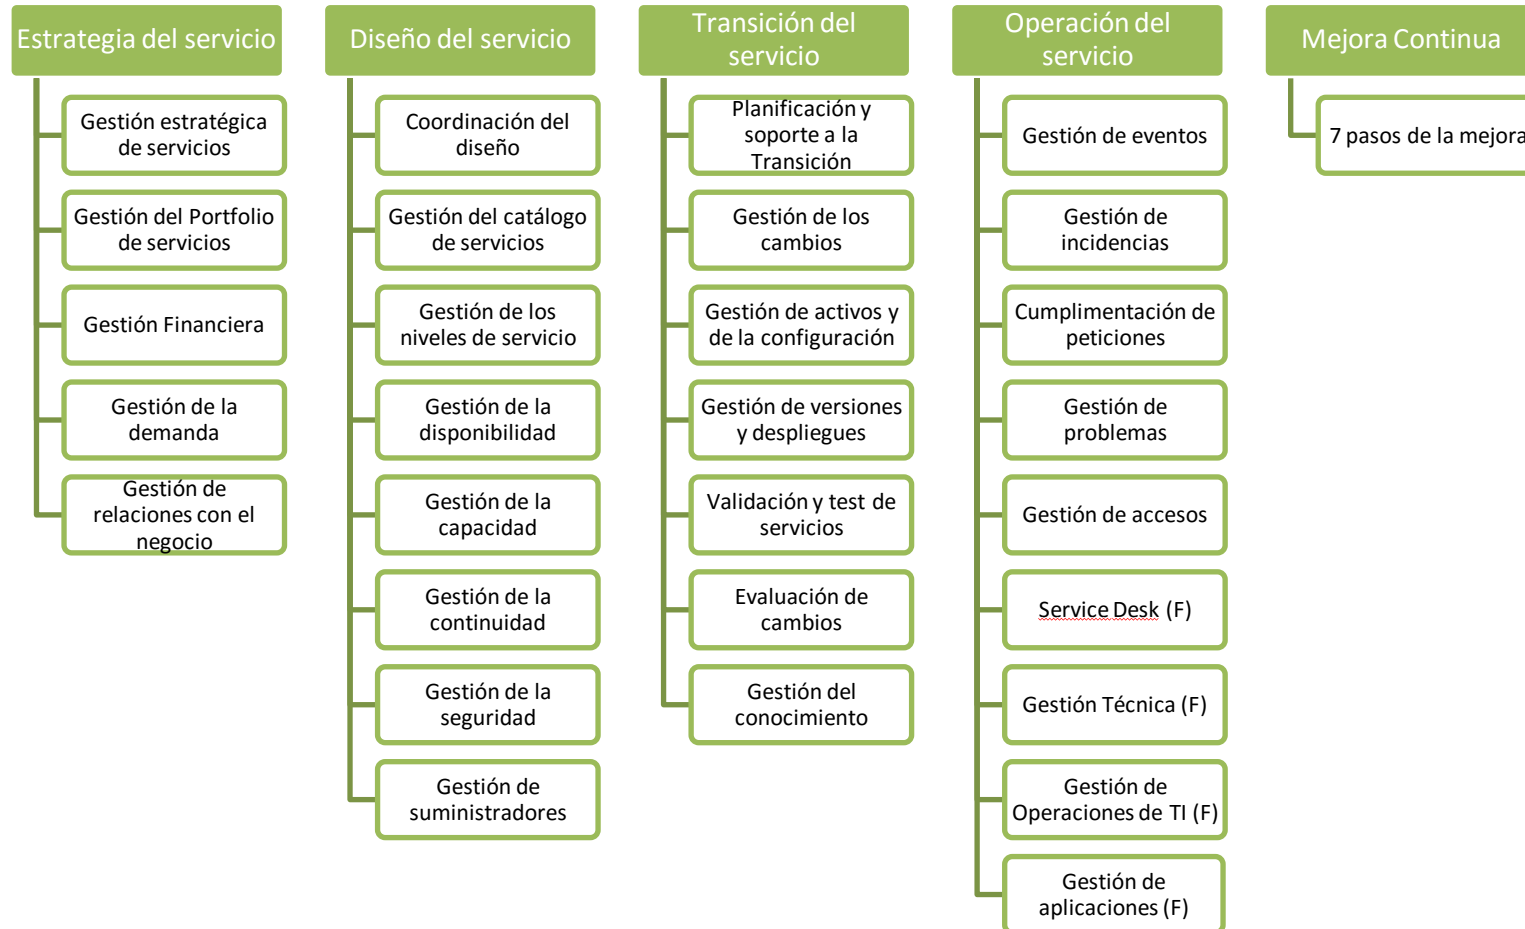 Estrategia del servicio
Gestión estratégica
de servicios
Gestión del Portfolio
de servicios
Gestión Financiera
Gestión de la
demanda
Gestión de
relaciones con el
negocio
Diseño del servicio
Coordinación del
diseño
Gestión del catálogo
de servicios
Gestión de los
niveles de servicio
Gestión de la
disponibilidad
Gestión de la
capacidad
Gestión de la
continuidad
Gestión de la
seguridad
Gestión de
suministradores
Transición del
servicio
Planificación y
soporte a la
Transición
Gestión de los
cambios
Gestión de activos y
de la configuración
Gestión de versiones
y despliegues
Validación y test de
servicios
Evaluación de
cambios
Gestión del
conocimiento
Operación del
servicio
Gestión de eventos
Gestión de
incidencias
Cumplimentación de
peticiones
Gestión de
problemas
Gestión de accesos
Service Desk (F)
Gestión Técnica (F)
Gestión de
Operaciones de TI (F)
Gestión de
aplicaciones (F)
Mejora Continua
7 pasos de la mejora